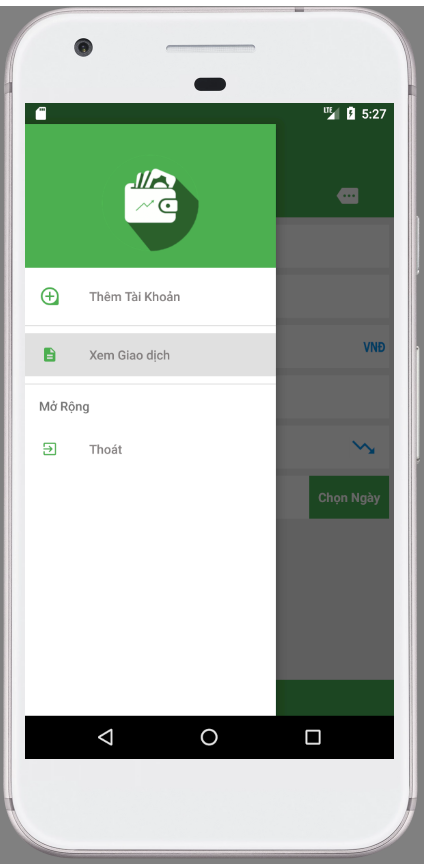 LTE 5:27
Thêm Tài Khoản
VNĐ
Xem Giao dịch
Mở Rộng
Thoát
Chọn Ngày